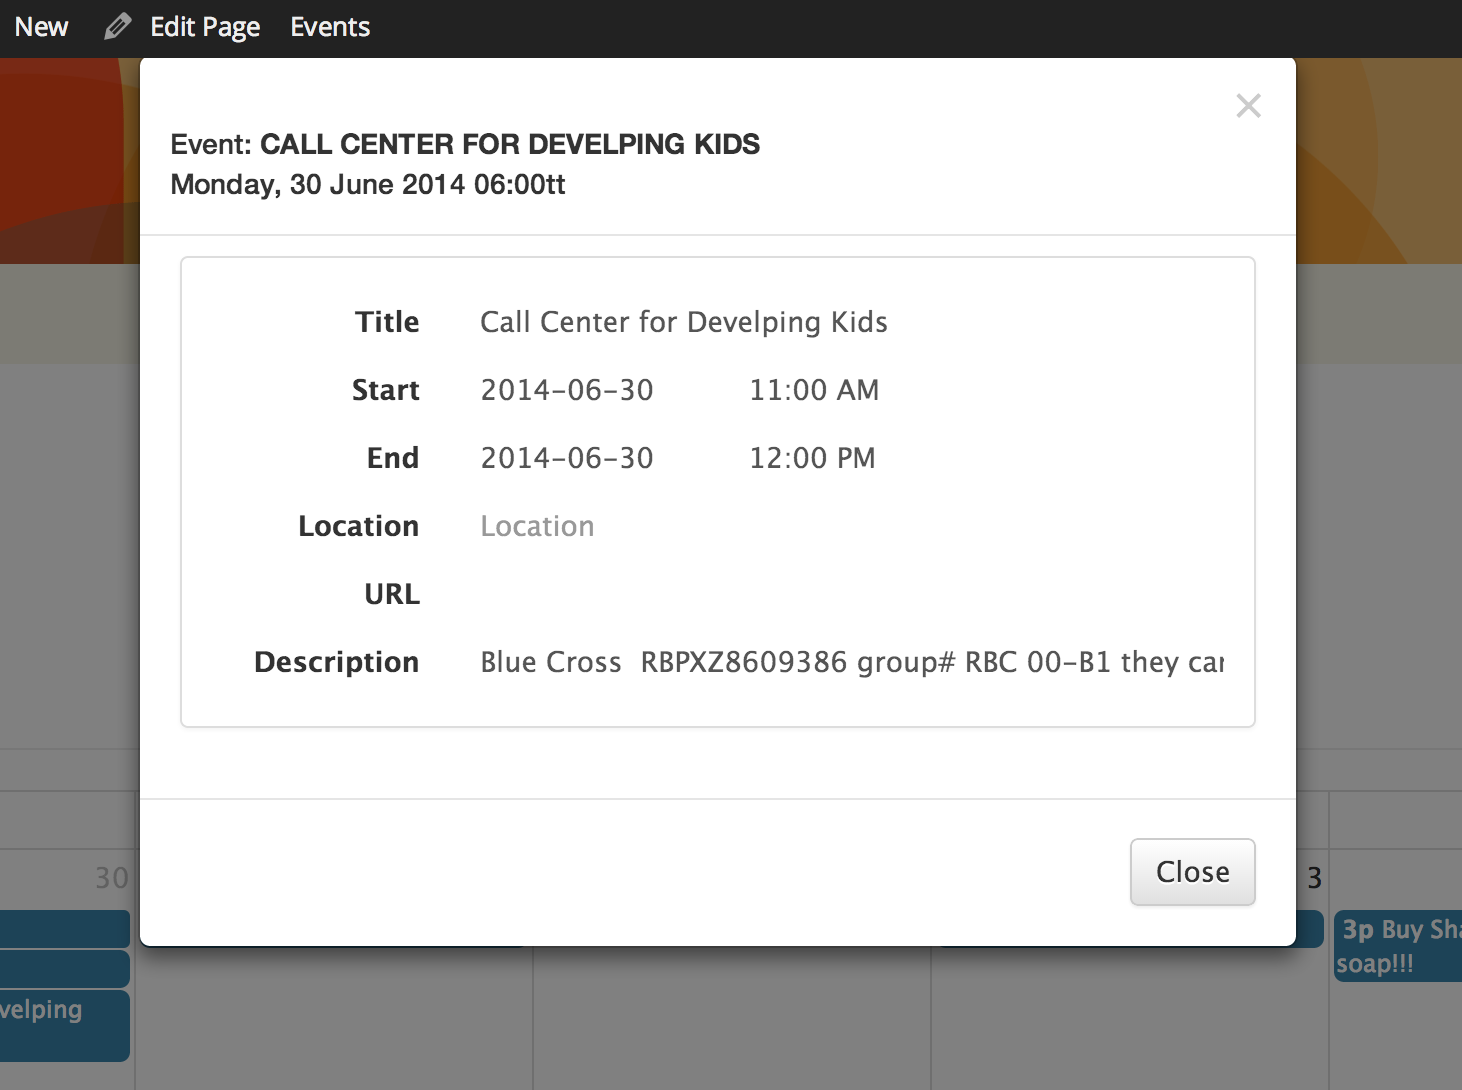 New Edit Page Events
Event: CALL CENTER FOR DEVELPING KIDS
Monday, 30 June 2014 06:00tt
Title Call Center for Develping Kids
Start 2014-06-30 11:00 AM
End 2014-06-30 12:00 PM
Location Location
URL
Description Blue Cross RBPXZ8609386 group# RBC 00-B1 they can
Close
30
3
3p Buy Sha
soap!!!
velping